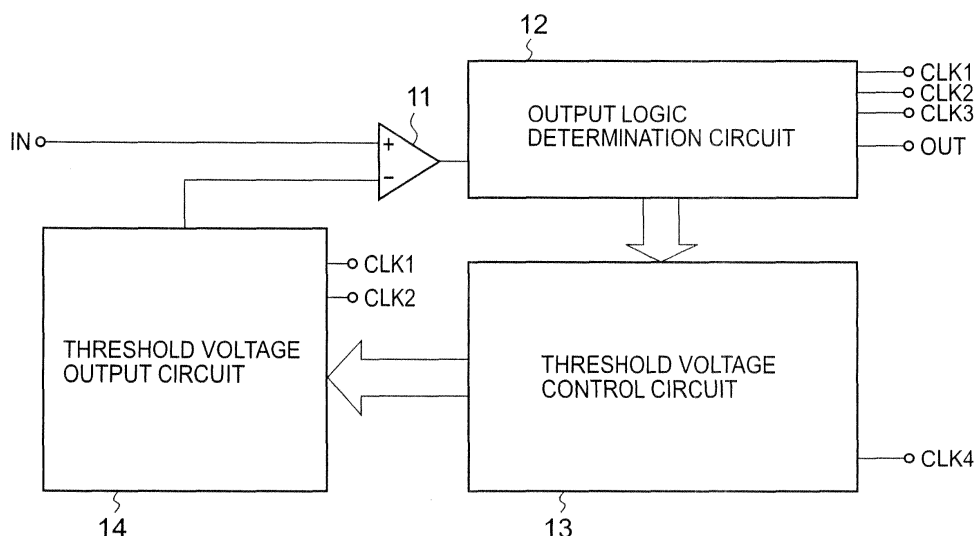 12
CLK1
CLK2
CLK3
OUT
OUTPUT LOGIC
DETERMINATION CIRCUIT
11
IN
+
−
CLK1
CLK2
THRESHOLD VOLTAGE
OUTPUT CIRCUIT
THRESHOLD VOLTAGE
CONTROL CIRCUIT
CLK4
14
13